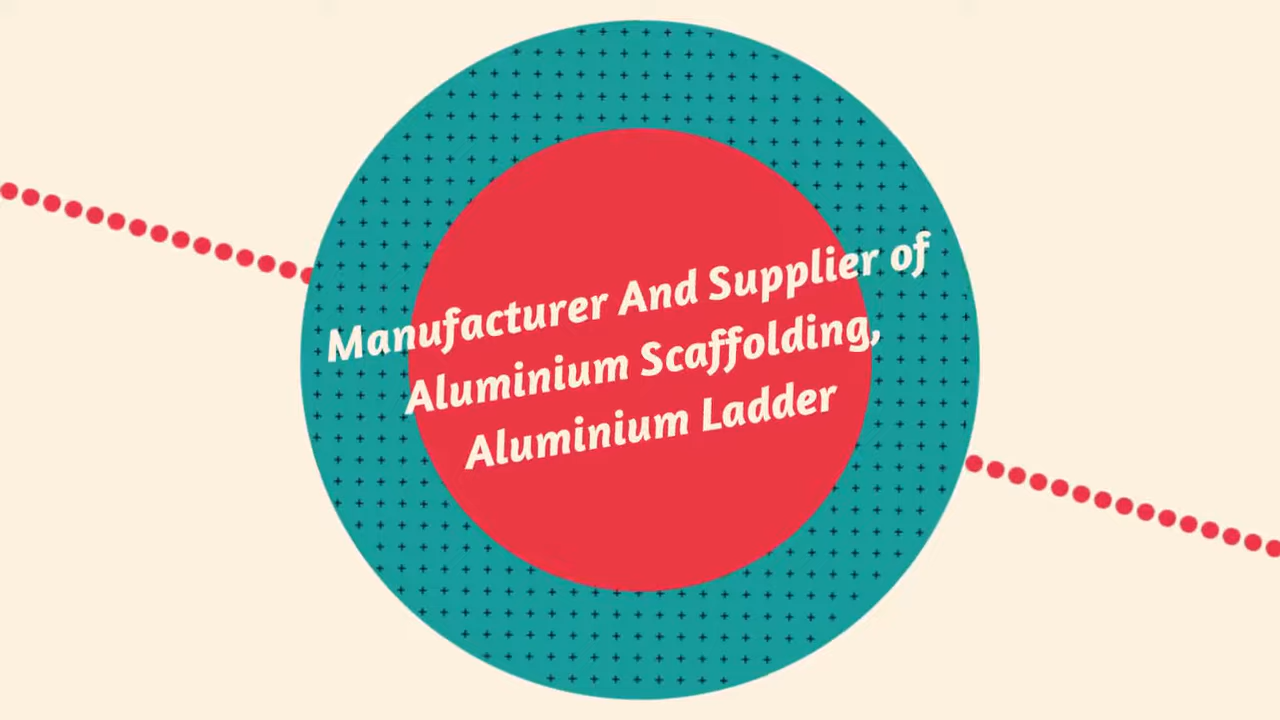 Manufacturer And Supplier of
Aluminium Scaffolding,
Aluminium Ladder